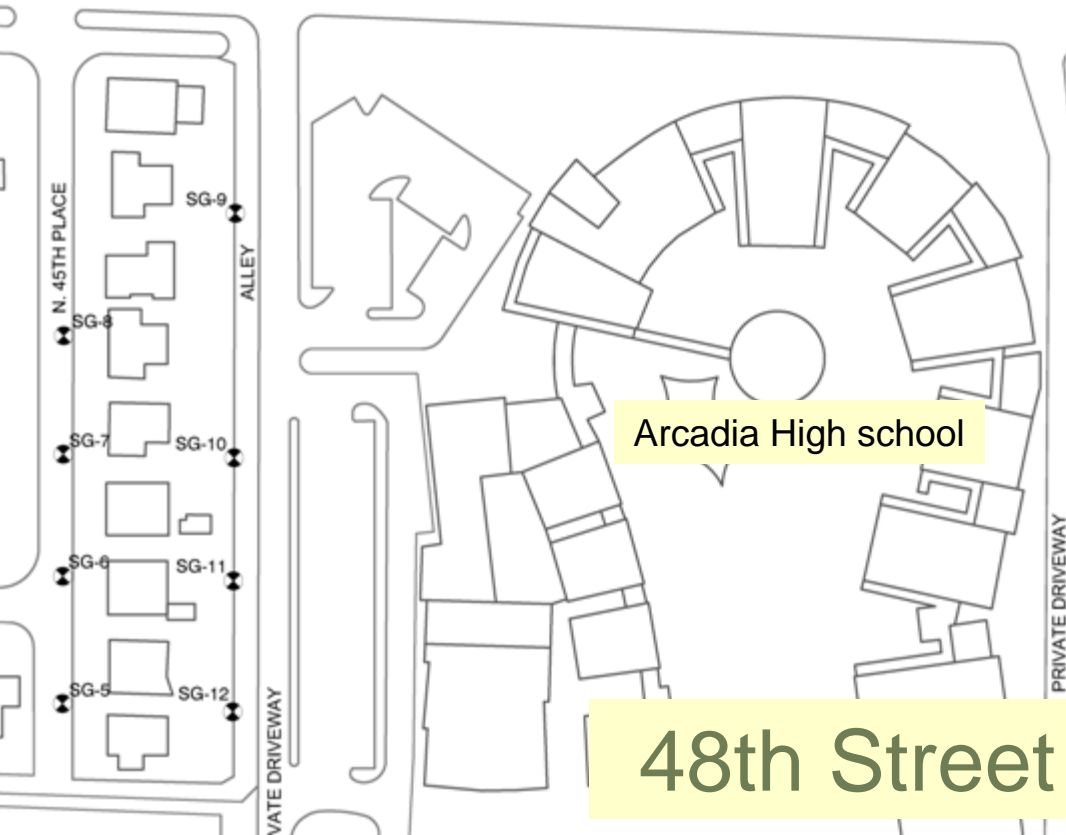 SG-9
N. 45TH PLACE
ALLEY
SG-8
Arcadia High school
SG-7
SG-10
SG-6
SG-11
PRIVATE DRIVEWAY
SG-5
SG-12
VATE DRIVEWAY
48th Street